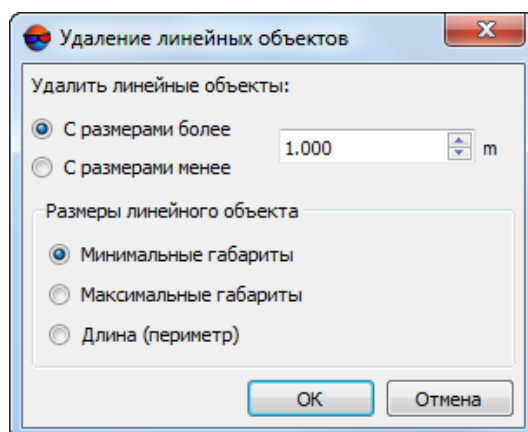 Удаление линейных объектов
Удалить линейные объекты:
С размерами более
1.000 m
С размерами менее
Размеры линейного объекта
Минимальные габариты
Максимальные габариты
Длина (периметр)
ОК Отмена